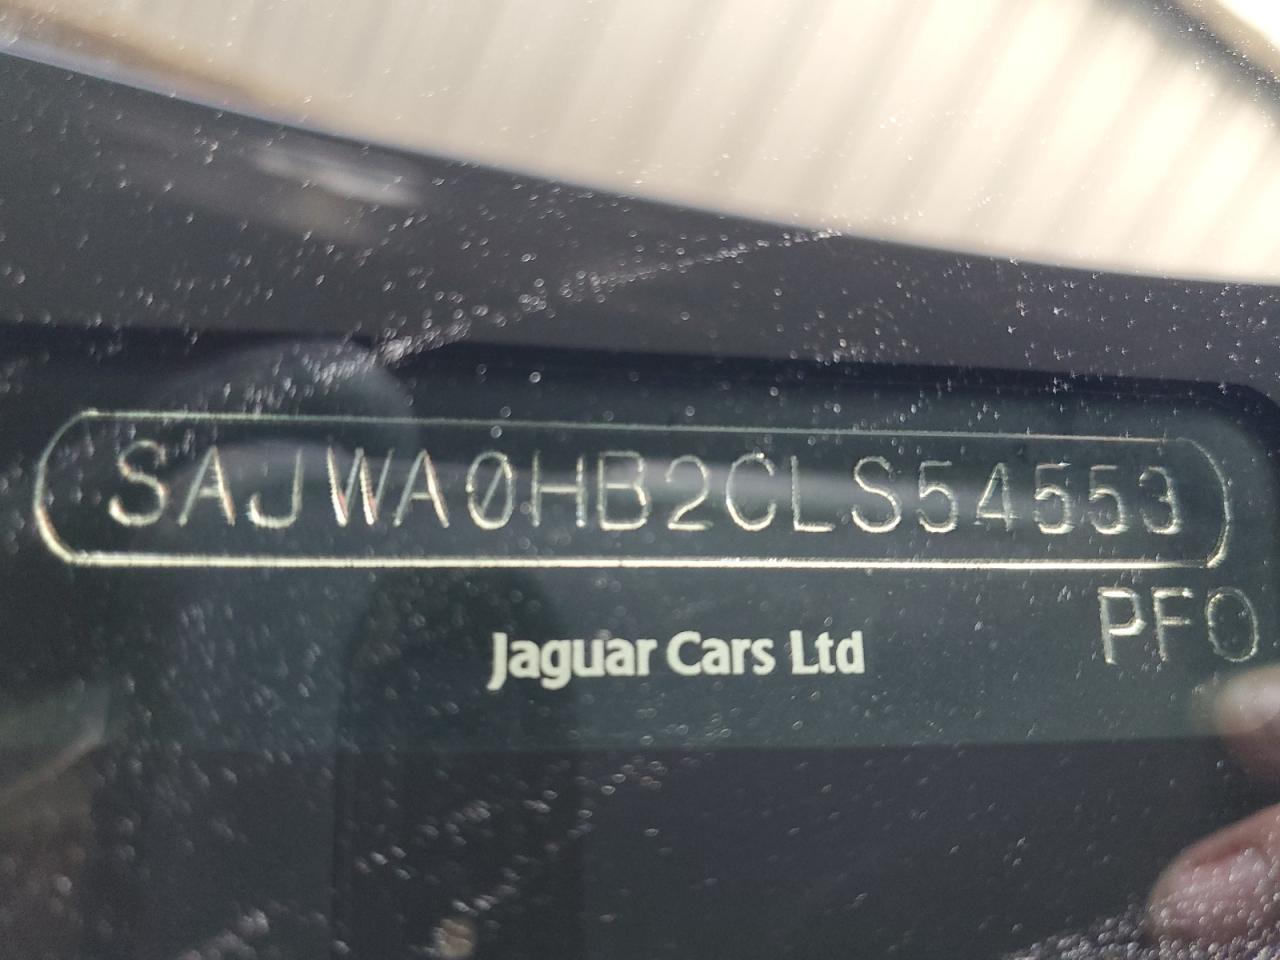 SAJWA0HB2CLS54553
PFO
Jaguar Cars Ltd